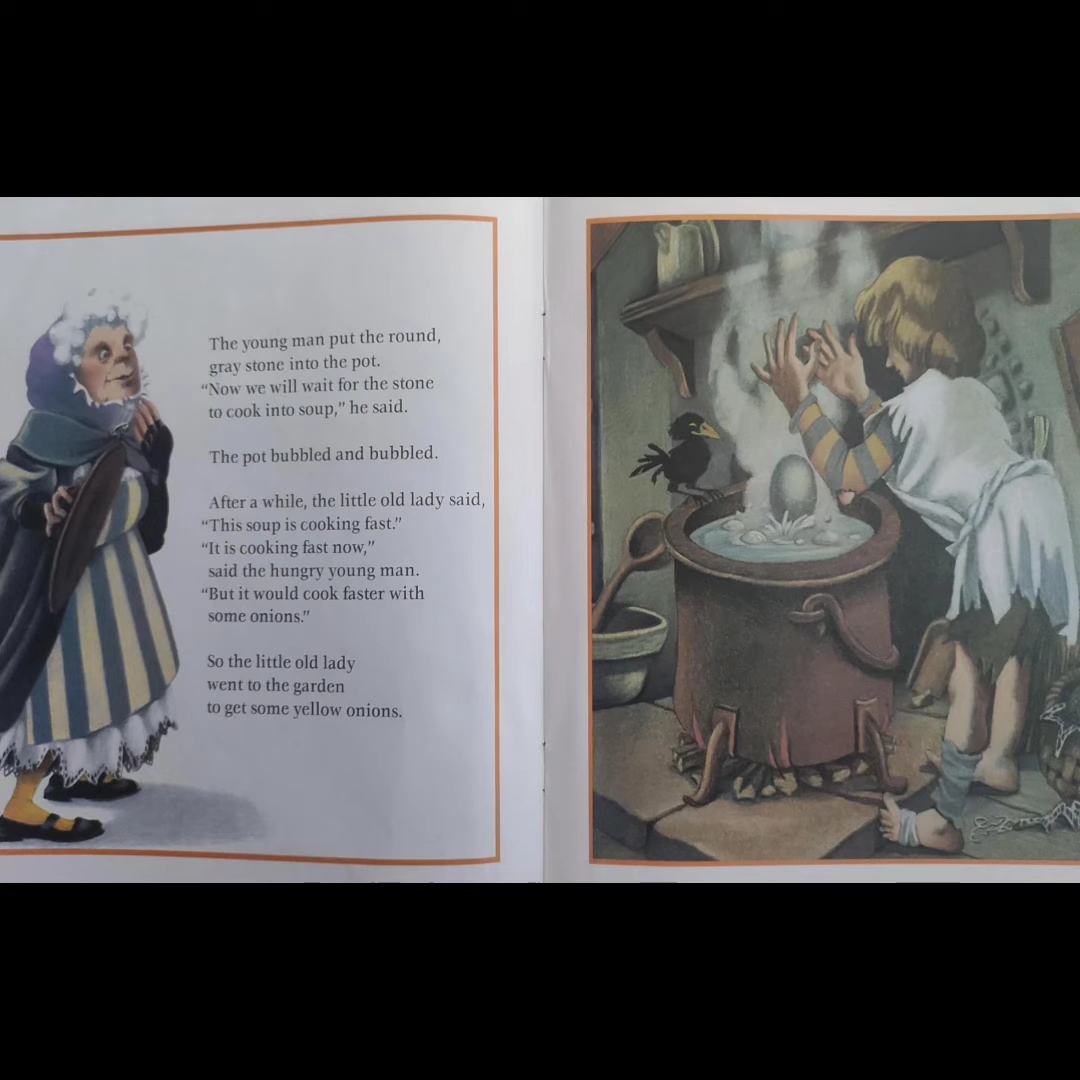 The young man put the round,
gray stone into the pot.
“Now we will wait for the stone
to cook into soup,” he said.
The pot bubbled and bubbled.
After a while, the little old lady said,
“This soup is cooking fast.”
“It is cooking fast now,”
said the hungry young man.
“But it would cook faster with
some onions.”
So the little old lady
went to the garden
to get some yellow onions.